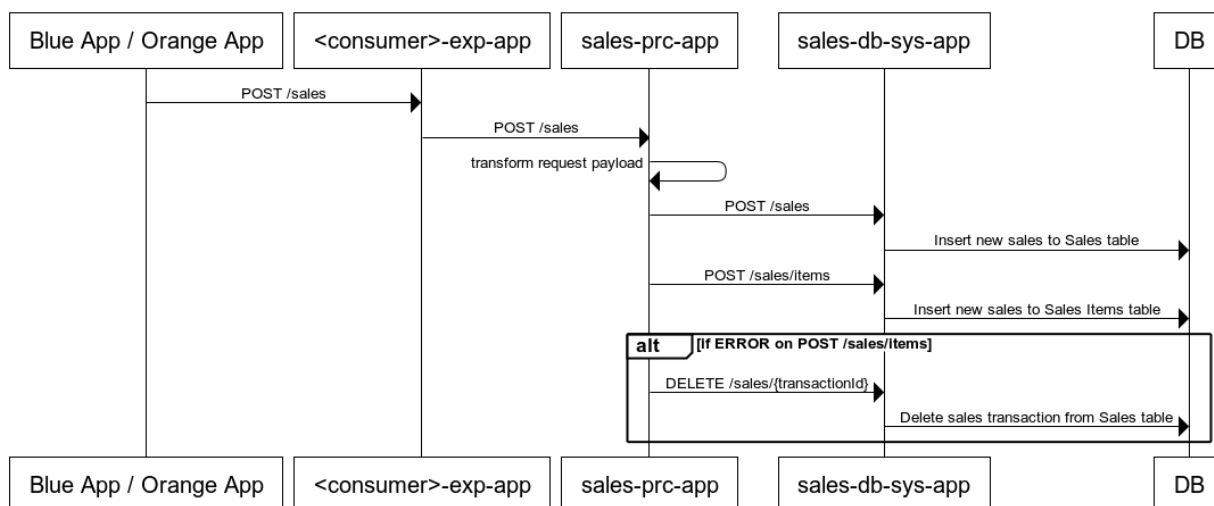 Blue App / Orange App
<consumer>-exp-app
sales-prc-app
sales-db-sys-app
DB
POST /sales
POST /sales
transform request payload
POST /sales
Insert new sales to Sales table
POST /sales/items
Insert new sales to Sales Items table
alt
[if ERROR on POST /sales/items]
DELETE /sales/{transactionId}
Delete sales transaction from Sales table
Blue App / Orange App
<consumer>-exp-app
sales-prc-app
sales-db-sys-app
DB